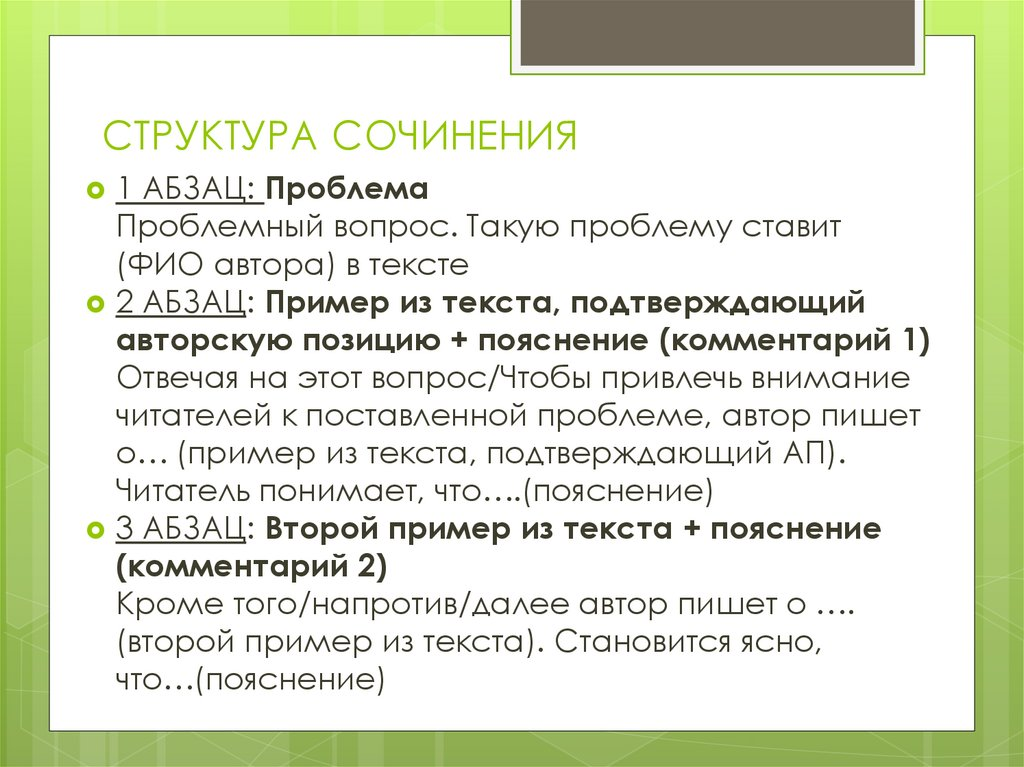 СТРУКТУРА СОЧИНЕНИЯ
1 АБЗАЦ: Проблема
Проблемный вопрос. Такую проблему ставит
(ФИО автора) в тексте
2 АБЗАЦ: Пример из текста, подтверждающий
авторскую позицию + пояснение (комментарий 1)
Отвечая на этот вопрос/Чтобы привлечь внимание
читателей к поставленной проблеме, автор пишет
о… (пример из текста, подтверждающий АП).
Читатель понимает, что….(пояснение)
3 АБЗАЦ: Второй пример из текста + пояснение
(комментарий 2)
Кроме того/напротив/далее автор пишет о ….
(второй пример из текста). Становится ясно,
что…(пояснение)